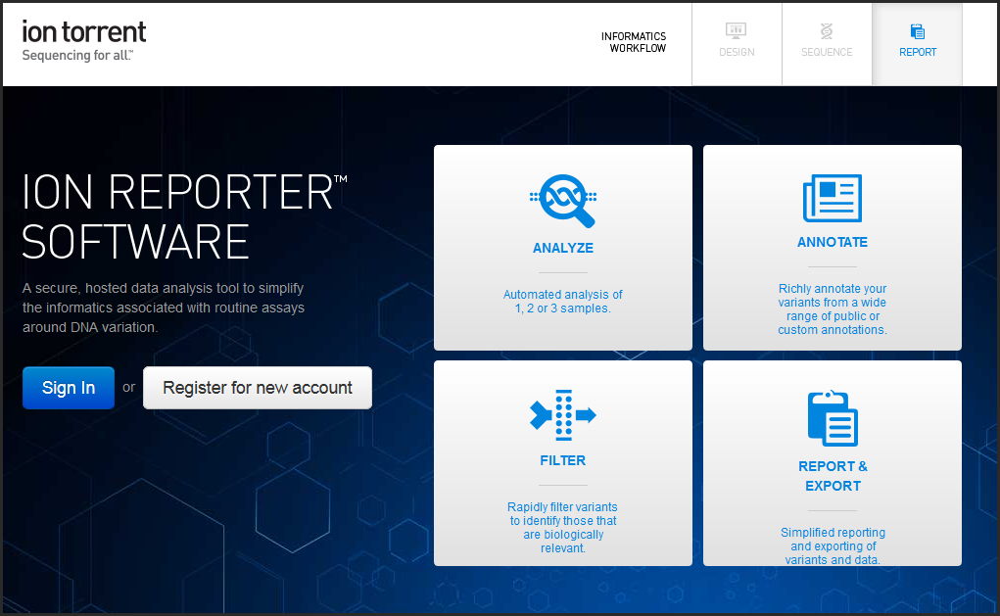 ion torrent
Sequencing for all.™
INFORMATICS
WORKFLOW
DESIGN
SEQUENCE
REPORT
ION REPORTER™
SOFTWARE
A secure, hosted data analysis tool to simplify
the informatics associated with routine assays
around DNA variation.
Sign In
or
Register for new account
ANALYZE
Automated analysis of
1, 2 or 3 samples.
ANNOTATE
Richly annotate your
variants from a wide
range of public or
custom annotations.
FILTER
Rapidly filter variants
to identify those that
are biologically
relevant.
REPORT &
EXPORT
Simplified reporting
and exporting of
variants and data.